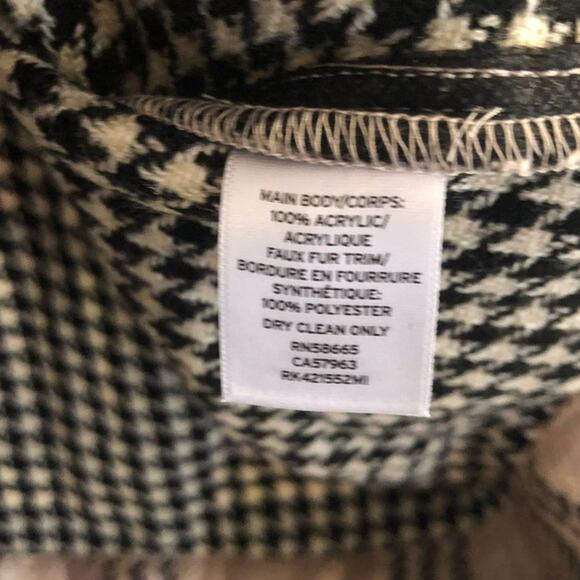 MAIN BODY/CORPS:
100% ACRYLIC/
ACRYLIQUE
FAUX FUR TRIM/
BORDURE EN FOURRURE
SYNTHÉTIQUE:
100% POLYESTER
DRY CLEAN ONLY
RN58665
CA57963
RK421552MI